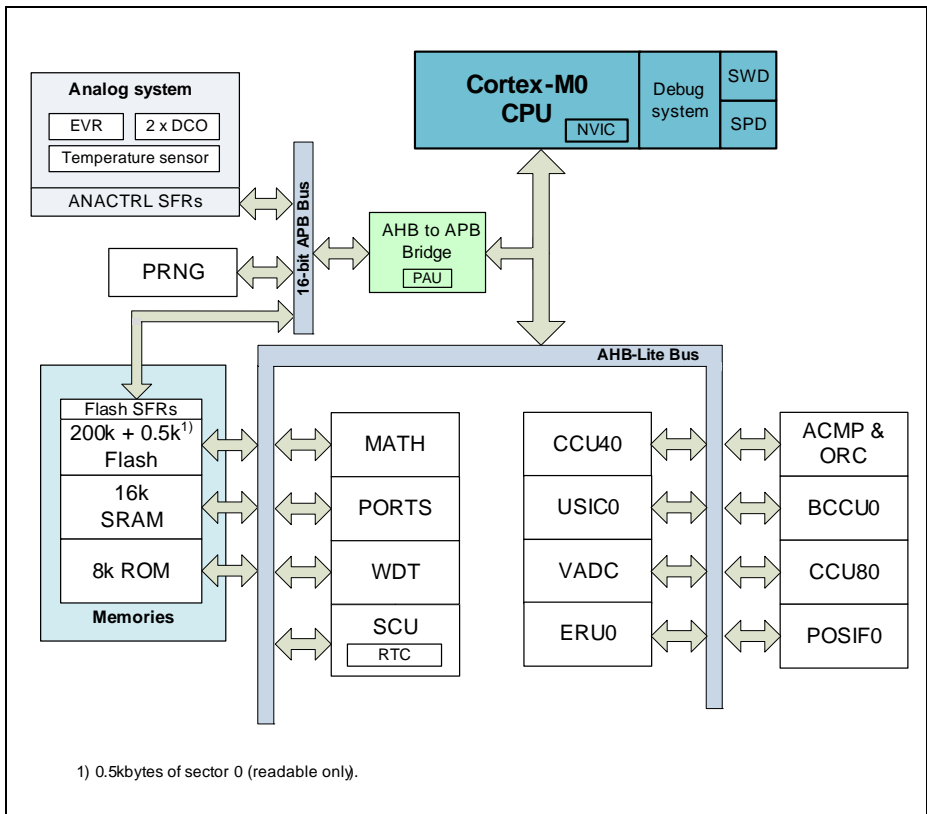 Analog system
EVR
2 x DCO
Temperature sensor
ANACTRL SFRs
PRNG
16-bit APB Bus
AHB to APB
Bridge
PAU
Cortex-M0
CPU
NVIC
Debug
system
SWD
SPD
AHB-Lite Bus
Flash SFRs
200k + 0.5k1)
Flash
16k
SRAM
8k ROM
Memories
MATH
PORTS
WDT
SCU
RTC
CCU40
USIC0
VADC
ERU0
ACMP &
ORC
BCCU0
CCU80
POSIF0
1) 0.5kbytes of sector 0 (readable only).